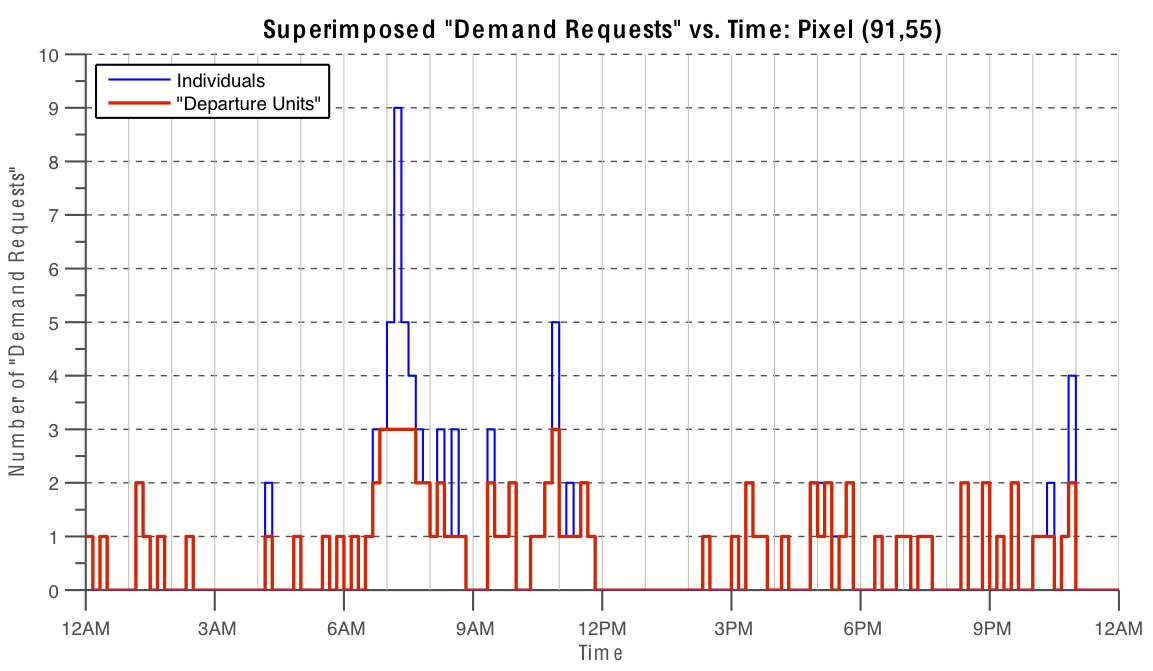 Superimposed "Demand Requests" vs. Time: Pixel (91,55)
Individuals
"Departure Units"
Number of "Demand Requests"
10
9
8
7
6
5
4
3
2
1
0
12AM 3AM 6AM 9AM 12PM 3PM 6PM 9PM 12AM
Time